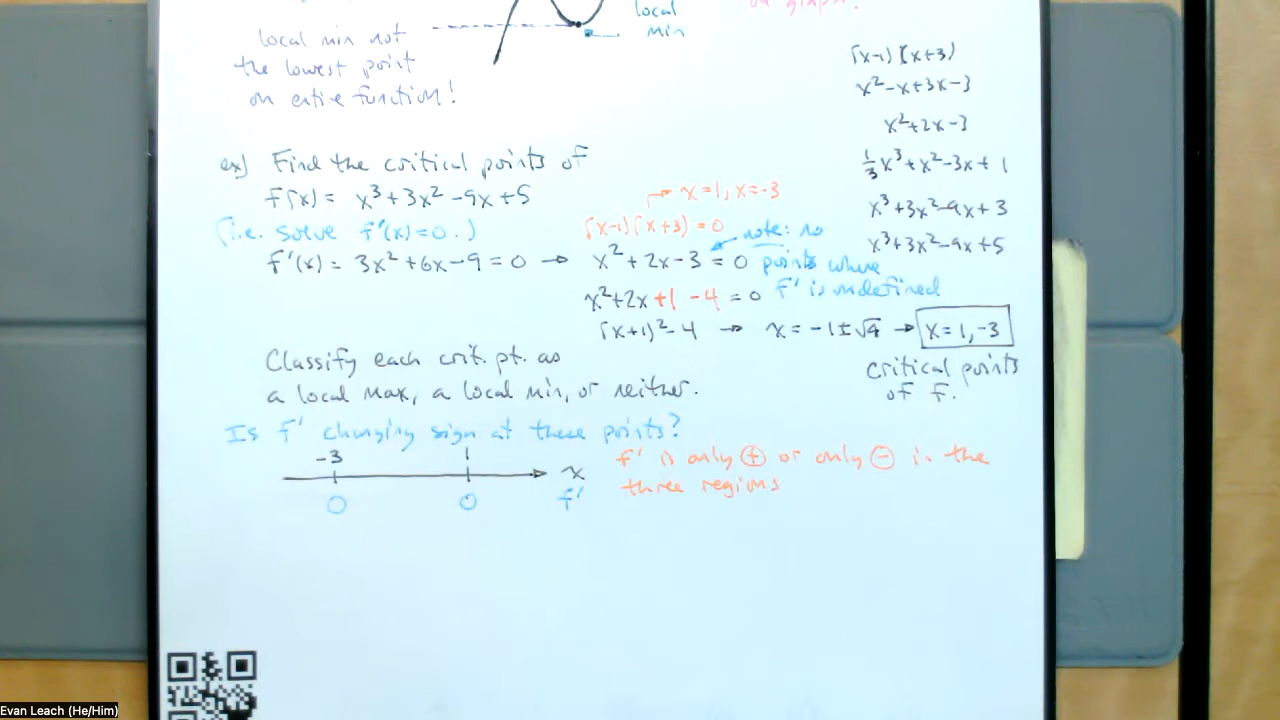 local
min
on graph!
local min not
the lowest point
on entire function!
(x-1)(x+3)
x²-x+3x-3
x²+2x-3
1/3x³+x²-3x+1
x³+3x²-9x+3
x³+3x²-9x+5
ex) Find the critical points of
f(x) = x³+3x²-9x+5
(i.e. solve f'(x)=0.)
→ x=1, x=-3
(x-1)(x+3)=0
note: no
points where
f' is undefined
f'(x) = 3x²+6x-9=0 → x²+2x-3=0
x²+2x+1-4=0
(x+1)²-4 → x=-1±√4 → x=1,-3
critical points
of f.
Classify each crit. pt. as
a local max, a local min, or neither.
Is f' changing sign at these points?
-3 1
x
0 0 f'
f' is only + or only - in the
three regions
Evan Leach (He/Him)